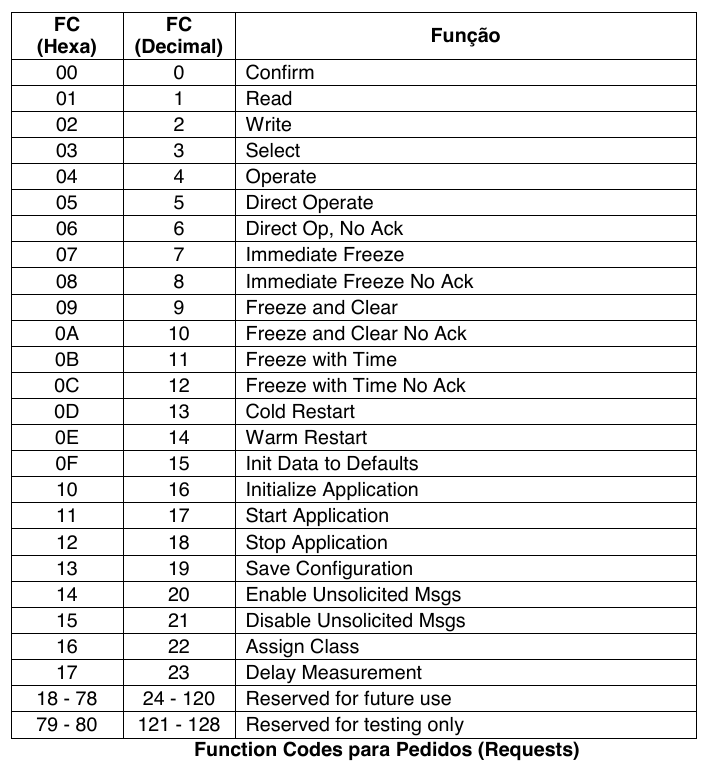 FC (Hexa) FC (Decimal) Função
00 0 Confirm
01 1 Read
02 2 Write
03 3 Select
04 4 Operate
05 5 Direct Operate
06 6 Direct Op, No Ack
07 7 Immediate Freeze
08 8 Immediate Freeze No Ack
09 9 Freeze and Clear
0A 10 Freeze and Clear No Ack
0B 11 Freeze with Time
0C 12 Freeze with Time No Ack
0D 13 Cold Restart
0E 14 Warm Restart
0F 15 Init Data to Defaults
10 16 Initialize Application
11 17 Start Application
12 18 Stop Application
13 19 Save Configuration
14 20 Enable Unsolicited Msgs
15 21 Disable Unsolicited Msgs
16 22 Assign Class
17 23 Delay Measurement
18 - 78 24 - 120 Reserved for future use
79 - 80 121 - 128 Reserved for testing only
Function Codes para Pedidos (Requests)